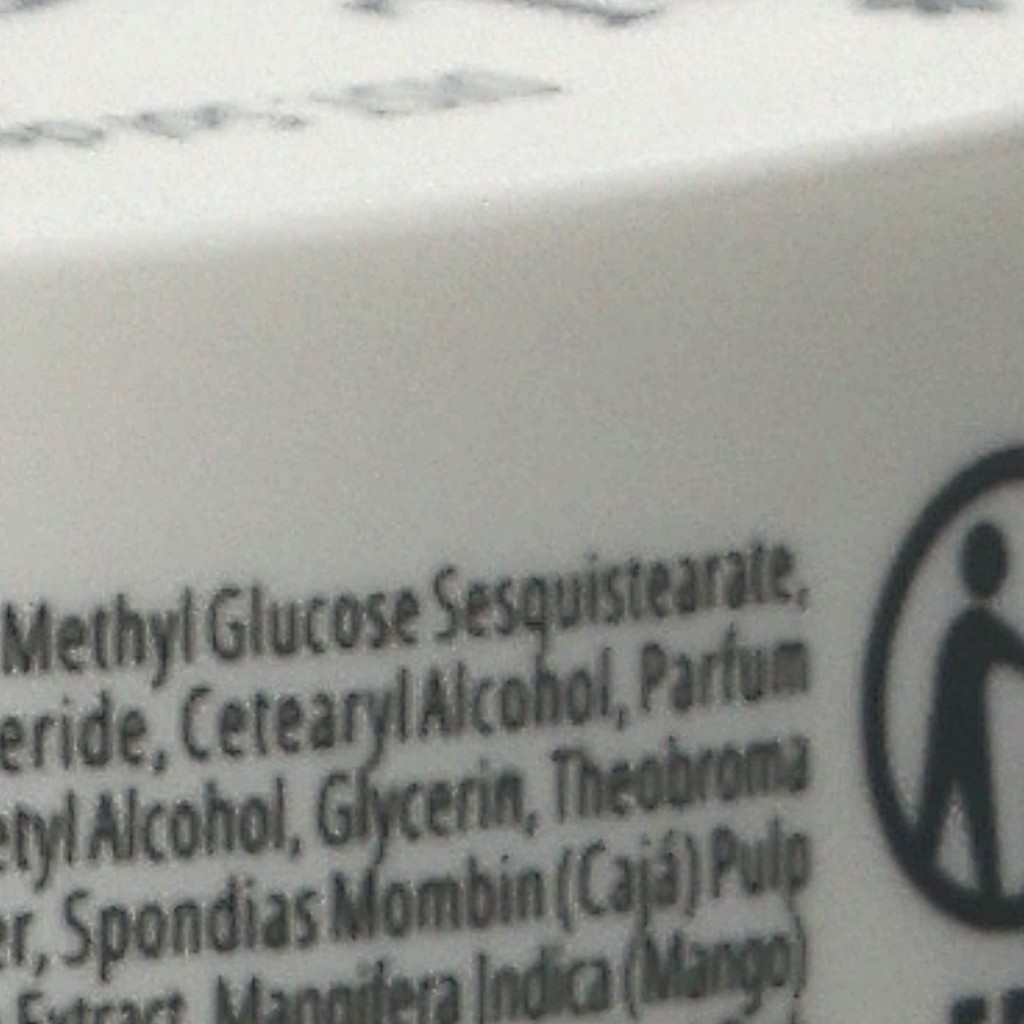 Methyl Glucose Sesquistearate,
eride, Cetearyl Alcohol, Parfum
etyl Alcohol, Glycerin, Theobroma
er, Spondias Mombin (Cajá) Pulp
Extract, Mangifera Indica (Mango)